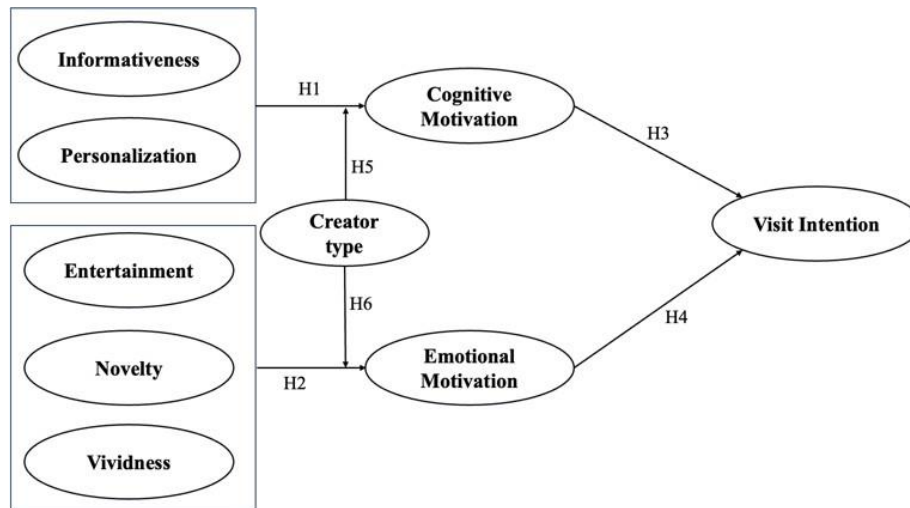 Informativeness
Personalization
H1
Cognitive
Motivation
H3
H5
Creator
type
Visit Intention
Entertainment
Novelty
Vividness
H6
H2
Emotional
Motivation
H4